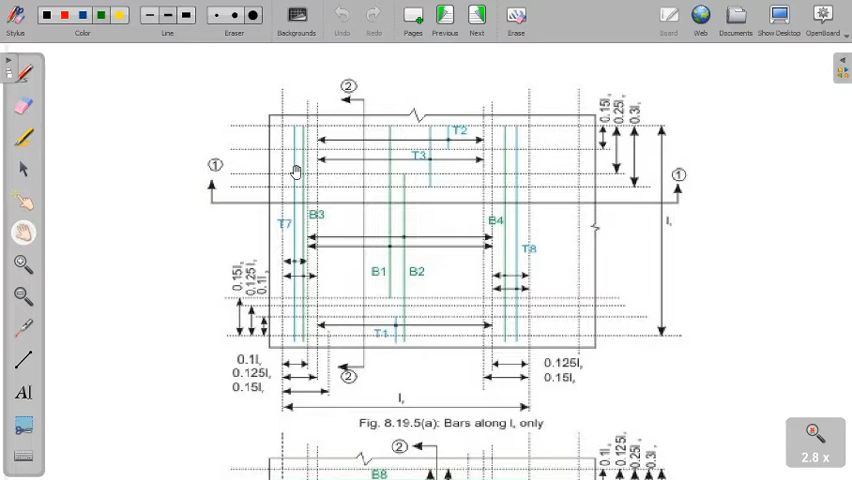 Stylus
Color
Line
Eraser
Backgrounds
Undo
Redo
Pages
Previous
Next
Erase
Board
Web
Documents
Show Desktop
OpenBoard
2
0.15l,
0.25l,
0.3l,
T2
T3
1
1
B3
B4
T7
T8
l,
B1
B2
0.15l,
0.125l,
0.1l,
T1
2
0.1l,
0.125l,
0.15l,
0.125l,
0.15l,
l,
Fig. 8.19.5(a): Bars along l, only
AI
2.8 x
2
B8
0.1l,
0.125l,
0.25l,
0.3l,